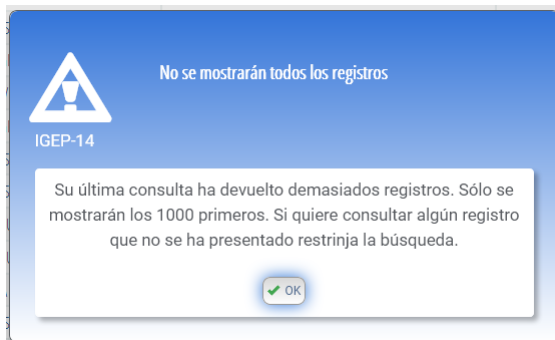 No se mostrarán todos los registros
IGEP-14
Su última consulta ha devuelto demasiados registros. Sólo se
mostrarán los 1000 primeros. Si quiere consultar algún registro
que no se ha presentado restrinja la búsqueda.
OK